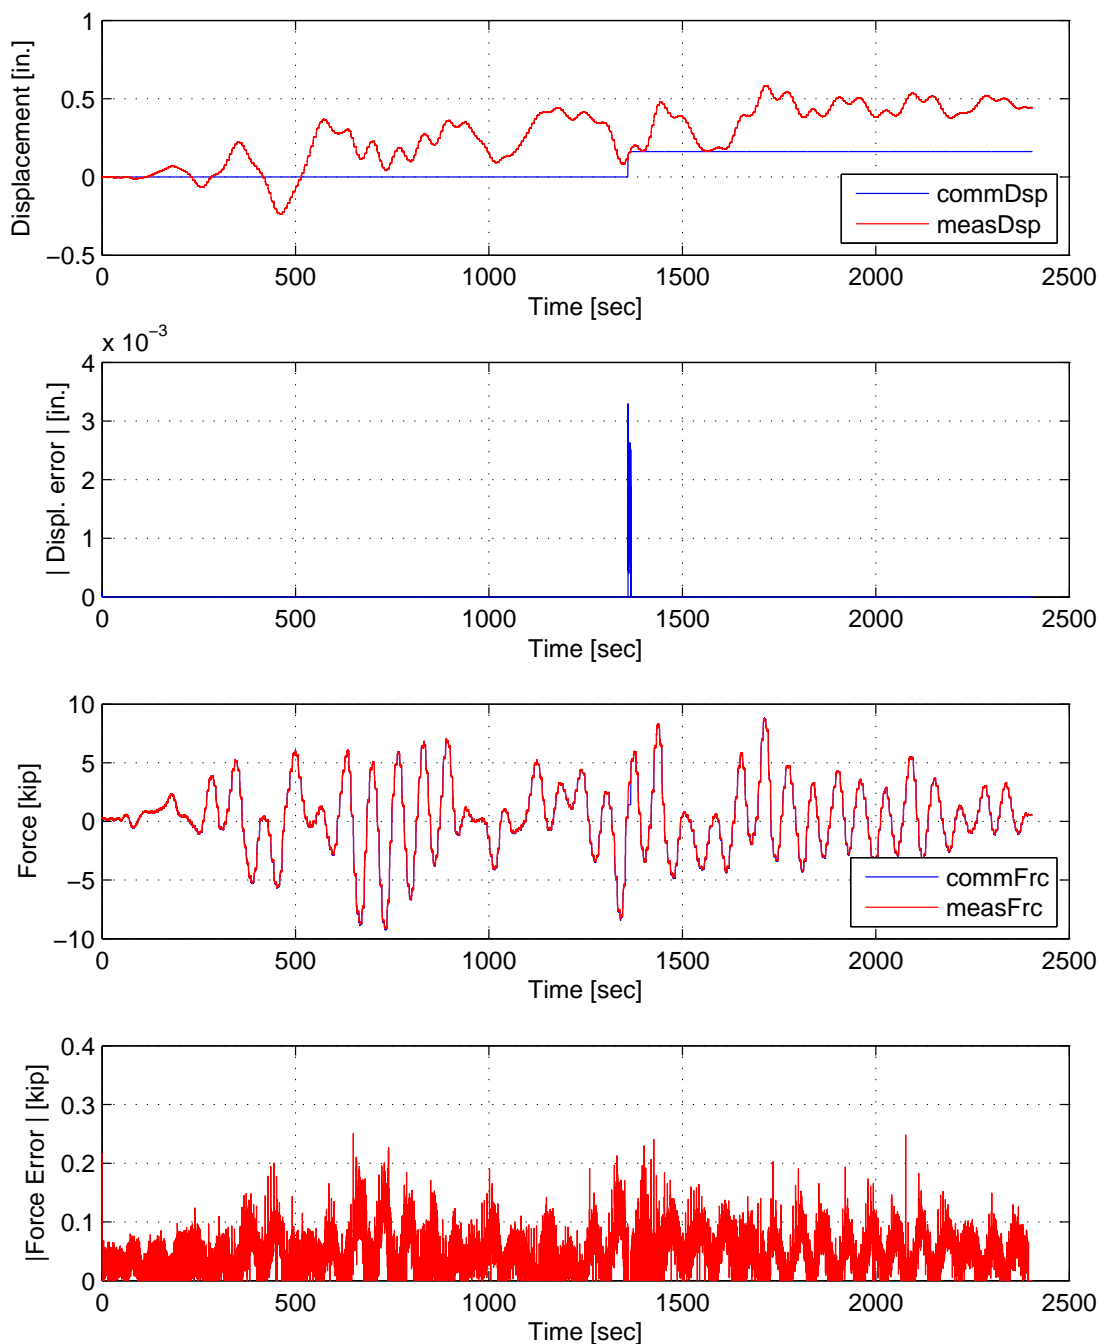 1
0.5
0
−0.5
Displacement [in.]
commDsp
measDsp
0 500 1000 1500 2000 2500
Time [sec]
x 10−3
4
3
2
1
0
| Displ. error | [in.]
0 500 1000 1500 2000 2500
Time [sec]
10
5
0
−5
−10
Force [kip]
commFrc
measFrc
0 500 1000 1500 2000 2500
Time [sec]
0.4
0.3
0.2
0.1
0
|Force Error | [kip]
0 500 1000 1500 2000 2500
Time [sec]